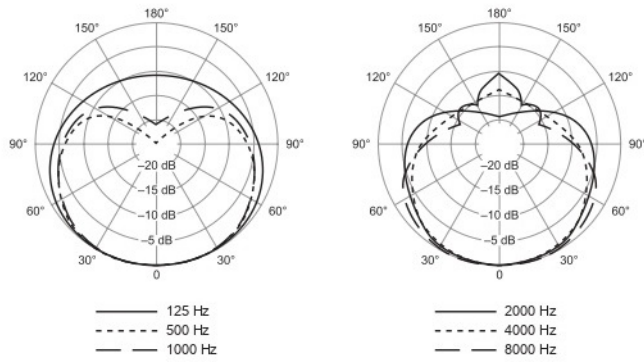 180° 180°
150° 150° 150° 150°
120° 120° 120° 120°
90° 90° 90° 90°
–20 dB –20 dB
–15 dB –15 dB
60° 60° 60° 60°
–10 dB –10 dB
–5 dB –5 dB
30° 30° 30° 30°
0 0
125 Hz 2000 Hz
500 Hz 4000 Hz
1000 Hz 8000 Hz